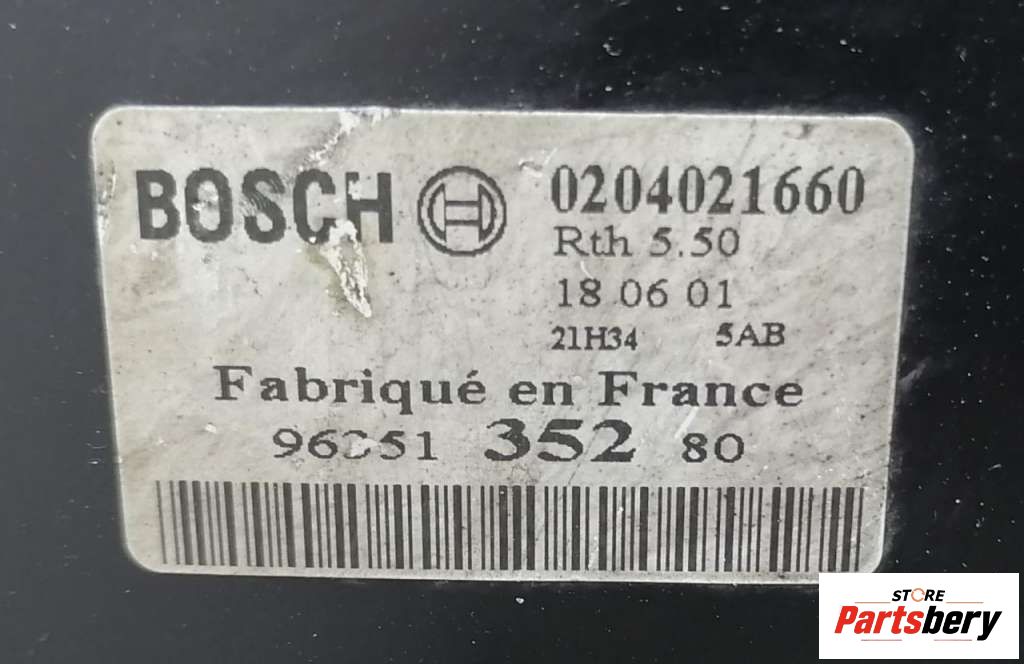 BOSCH 0204021660
Rth 5.50
18 06 01
21H34 5AB
Fabriqué en France
352 80
STORE
Partsbery